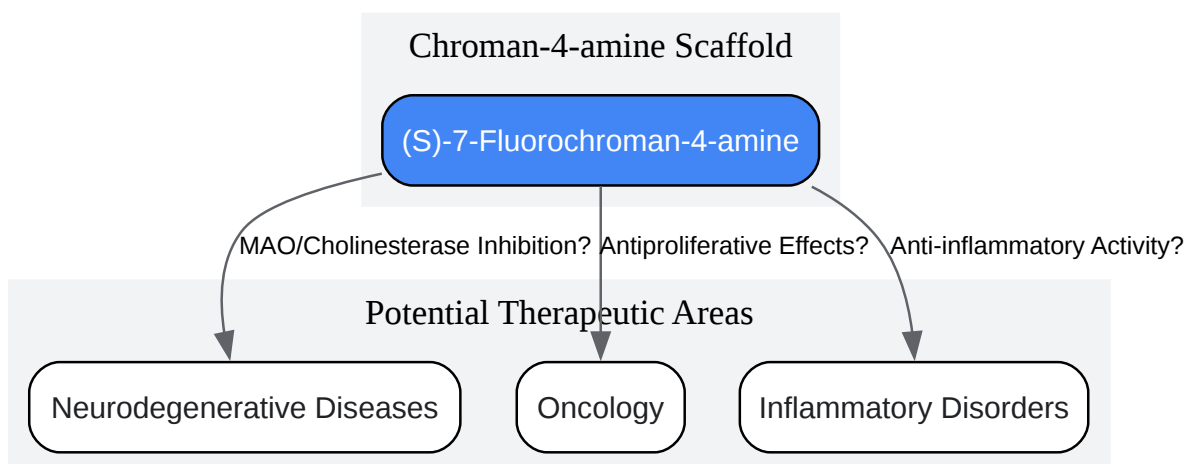 Chroman-4-amine Scaffold
(S)-7-Fluorochroman-4-amine
MAO/Cholinesterase Inhibition?
Antiproliferative Effects?
Anti-inflammatory Activity?
Potential Therapeutic Areas
Neurodegenerative Diseases
Oncology
Inflammatory Disorders